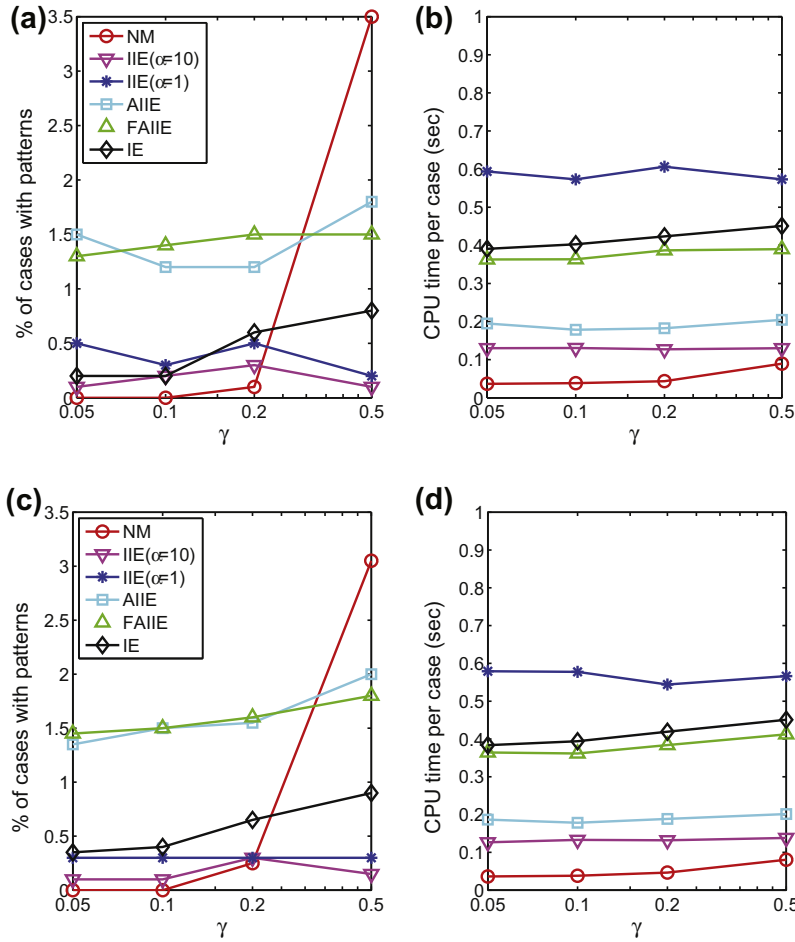 (a)
3.5
3
2.5
2
1.5
1
0.5
0
0.05
0.1
0.2
0.5
% of cases with patterns
γ
NM
IIE(α=10)
IIE(α=1)
AIIE
FAIIE
IE
(b)
1
0.9
0.8
0.7
0.6
0.5
0.4
0.3
0.2
0.1
0
0.05
0.1
0.2
0.5
CPU time per case (sec)
γ
(c)
3.5
3
2.5
2
1.5
1
0.5
0
0.05
0.1
0.2
0.5
% of cases with patterns
γ
NM
IIE(α=10)
IIE(α=1)
AIIE
FAIIE
IE
(d)
1
0.9
0.8
0.7
0.6
0.5
0.4
0.3
0.2
0.1
0
0.05
0.1
0.2
0.5
CPU time per case (sec)
γ